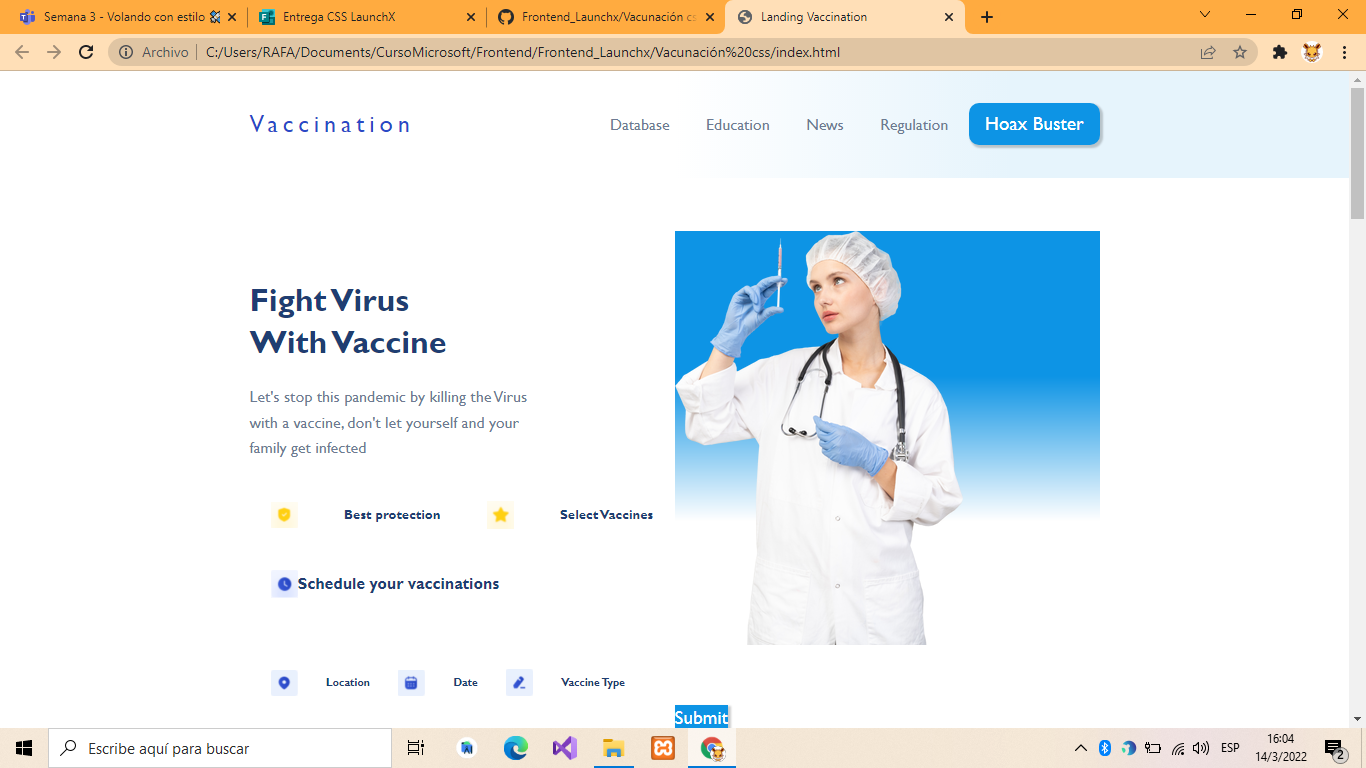 Semana 3 - Volando con estilo
Entrega CSS LaunchX
Frontend_Launchx/Vacunación cs
Landing Vaccination
Archivo
C:/Users/RAFA/Documents/CursoMicrosoft/Frontend/Frontend_Launchx/Vacunación%20css/index.html
Vaccination
Database
Education
News
Regulation
Hoax Buster
Fight Virus
With Vaccine
Let's stop this pandemic by killing the Virus
with a vaccine, don't let yourself and your
family get infected
Best protection
Select Vaccines
Schedule your vaccinations
Location
Date
Vaccine Type
Submit
Escribe aquí para buscar
ESP
16:04
14/3/2022
2